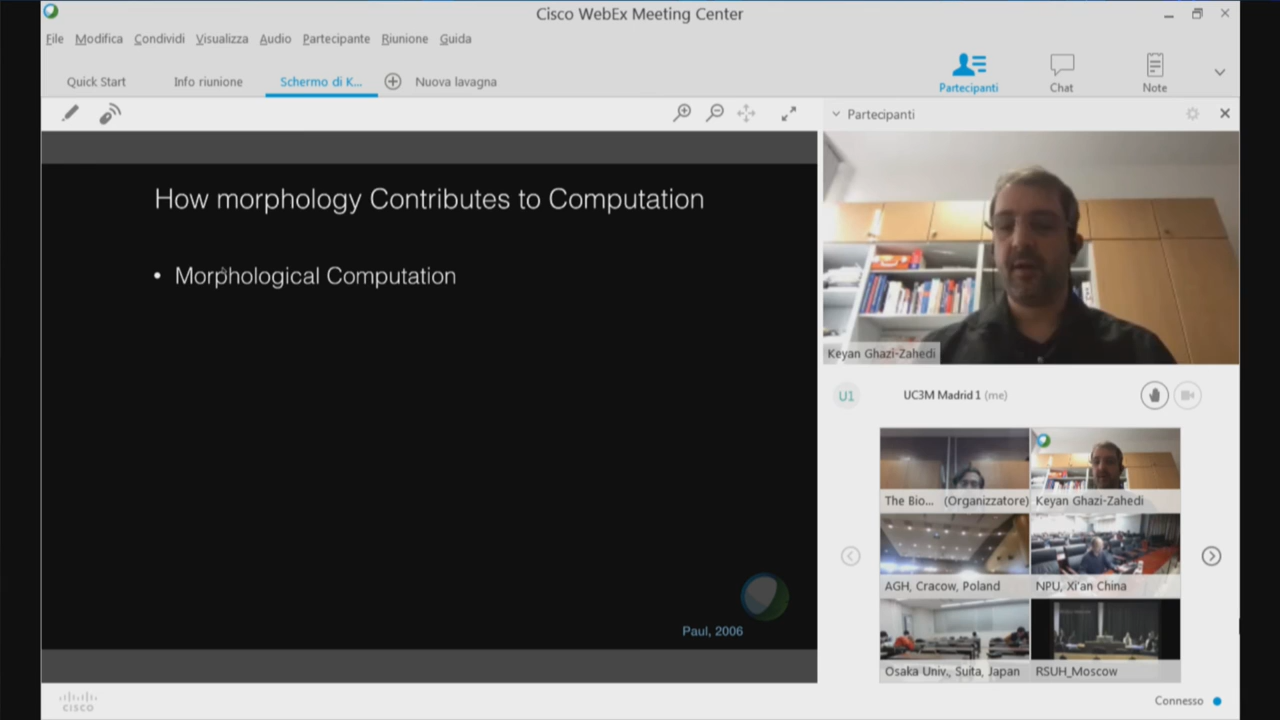 Cisco WebEx Meeting Center
File Modifica Condividi Visualizza Audio Partecipante Riunione Guida
Quick Start Info riunione Schermo di K... Nuova lavagna
Partecipanti Chat Note
Partecipanti
How morphology Contributes to Computation
• Morphological Computation
Paul, 2006
Keyan Ghazi-Zahedi
U1 UC3M Madrid 1 (me)
The Bio... (Organizzatore) Keyan Ghazi-Zahedi
AGH, Cracow, Poland NPU, Xi'an China
Osaka Univ., Suita, Japan RSUH_Moscow
CISCO
Connesso